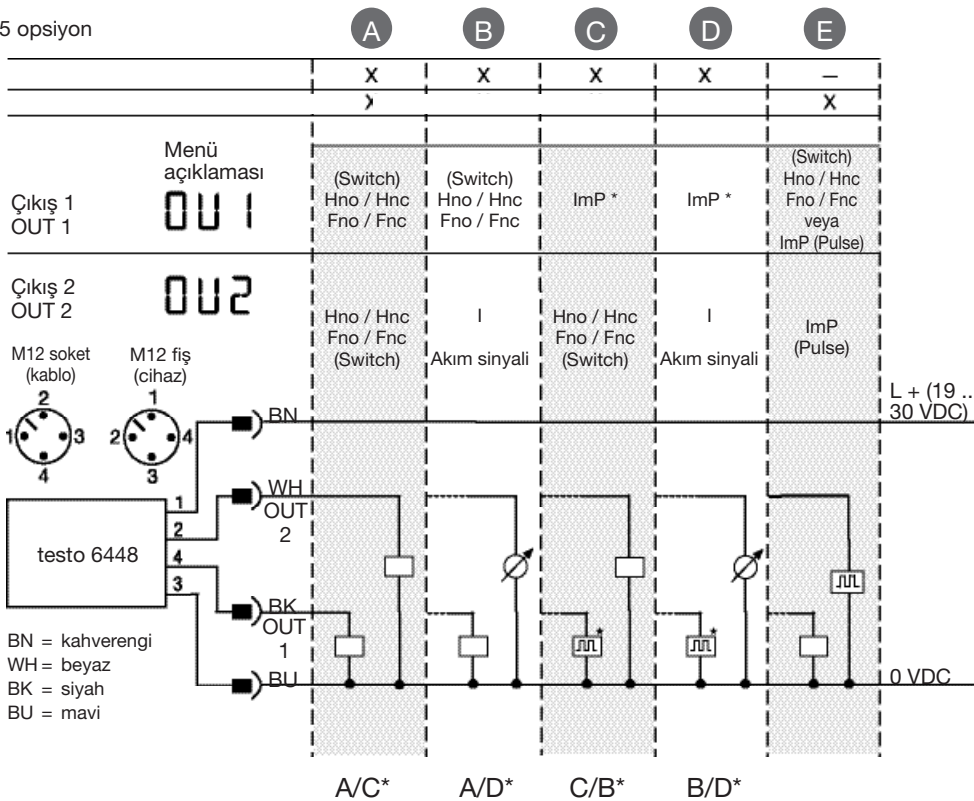 5 opsiyon
A B C D E
X X X X –
X X
Menü
açıklaması
Çıkış 1
OUT 1
OU1
(Switch)
Hno / Hnc
Fno / Fnc
(Switch)
Hno / Hnc
Fno / Fnc
ImP *
ImP *
(Switch)
Hno / Hnc
Fno / Fnc
veya
ImP (Pulse)
Çıkış 2
OUT 2
OU2
Hno / Hnc
Fno / Fnc
(Switch)
I
Akım sinyali
Hno / Hnc
Fno / Fnc
(Switch)
I
Akım sinyali
ImP
(Pulse)
M12 soket
(kablo)
2
1 3
4
M12 fiş
(cihaz)
1
2 4
3
L + (19 ..
30 VDC)
BN
WH
OUT
2
BK
OUT
1
BU
0 VDC
testo 6448
1
2
4
3
*
*
BN = kahverengi
WH = beyaz
BK = siyah
BU = mavi
A/C* A/D* C/B* B/D*